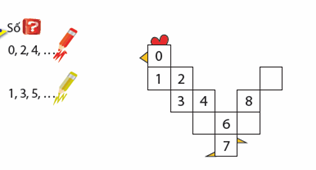 Số ?
0, 2, 4, ...
1, 3, 5, ...
0
1 2
3 4 8
6
7